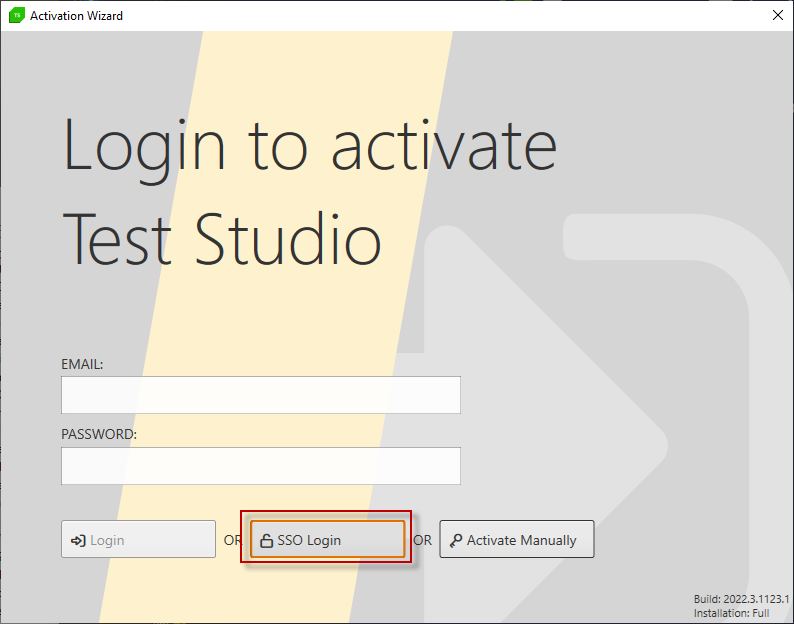 TS Activation Wizard
Login to activate
Test Studio
EMAIL:
PASSWORD:
Login OR SSO Login OR Activate Manually
Build: 2022.3.1123.1
Installation: Full